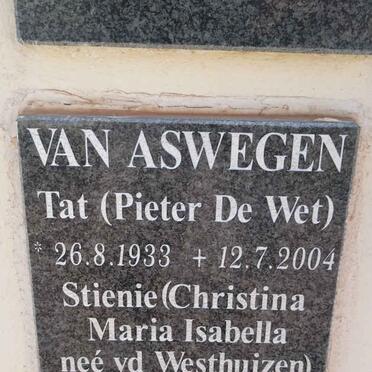 VAN ASWEGEN
Tat (Pieter De Wet)
* 26.8.1933 + 12.7.2004
Stienie (Christina
Maria Isabella
neé vd Westhuizen)